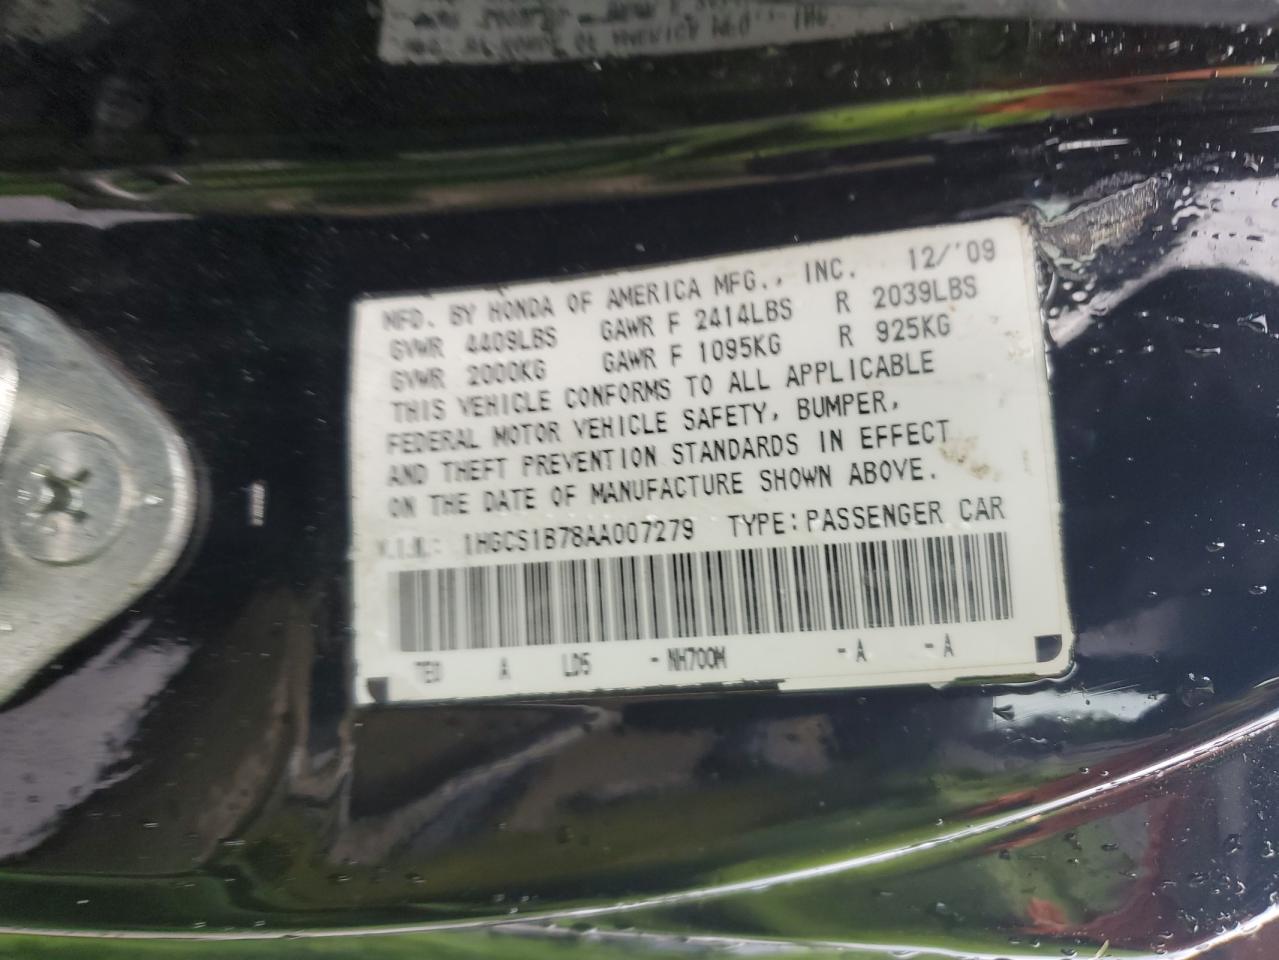 MFD. BY HONDA OF AMERICA MFG., INC. 12/'09
GVWR 4409LBS GAWR F 2414LBS R 2039LBS
GVWR 2000KG GAWR F 1095KG R 925KG
THIS VEHICLE CONFORMS TO ALL APPLICABLE
FEDERAL MOTOR VEHICLE SAFETY, BUMPER,
AND THEFT PREVENTION STANDARDS IN EFFECT
ON THE DATE OF MANUFACTURE SHOWN ABOVE.
V.I.N.: 1HGCS1B78AA007279 TYPE:PASSENGER CAR
TE0 A LD5 -NH700M -A -A